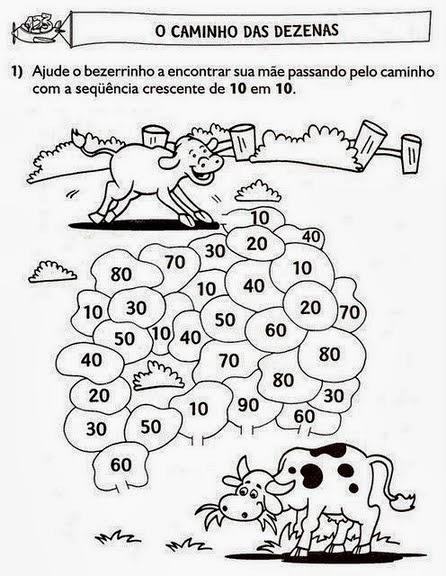 123
O CAMINHO DAS DEZENAS
1) Ajude o bezerrinho a encontrar sua mãe passando pelo caminho
com a seqüência crescente de 10 em 10.
10
30 20 40
80 70 10
10 40
10 30 50 20 70
50 10 40 60
40 70 80
20 80 30
30 50 10 90 60
60